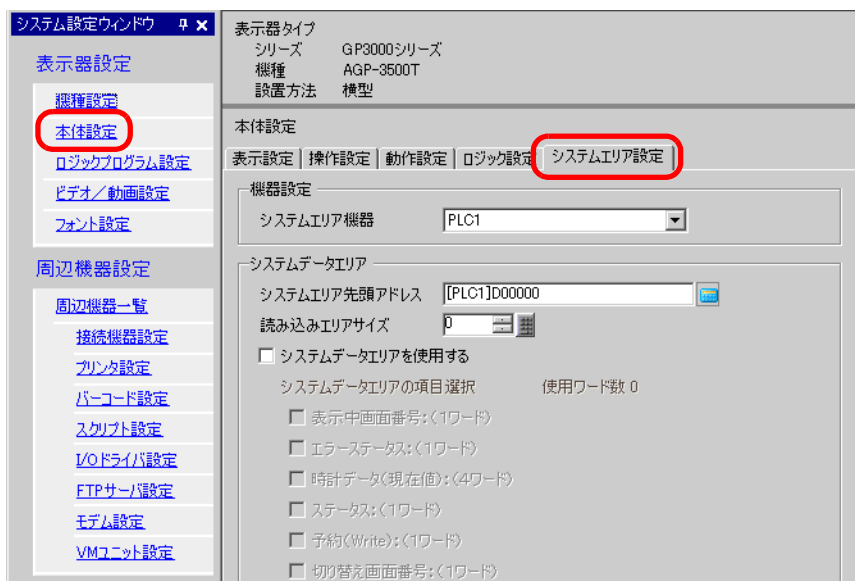 システム設定ウィンドウ
表示器設定
機種設定
本体設定
ロジックプログラム設定
ビデオ／動画設定
フォント設定
周辺機器設定
周辺機器一覧
接続機器設定
プリンタ設定
バーコード設定
スクリプト設定
I/Oドライバ設定
FTPサーバ設定
モデム設定
VMユニット設定
表示器タイプ
シリーズ GP3000シリーズ
機種 AGP-3500T
設置方法 横型
本体設定
表示設定 操作設定 動作設定 ロジック設定 システムエリア設定
機器設定
システムエリア機器 PLC1
システムデータエリア
システムエリア先頭アドレス [PLC1]D00000
読み込みエリアサイズ 0
システムデータエリアを使用する
システムデータエリアの項目選択 使用ワード数 0
表示中画面番号:(1ワード)
エラーステータス:(1ワード)
時計データ(現在値):(4ワード)
ステータス:(1ワード)
予約(Write):(1ワード)
切り替え画面番号:(1ワード)